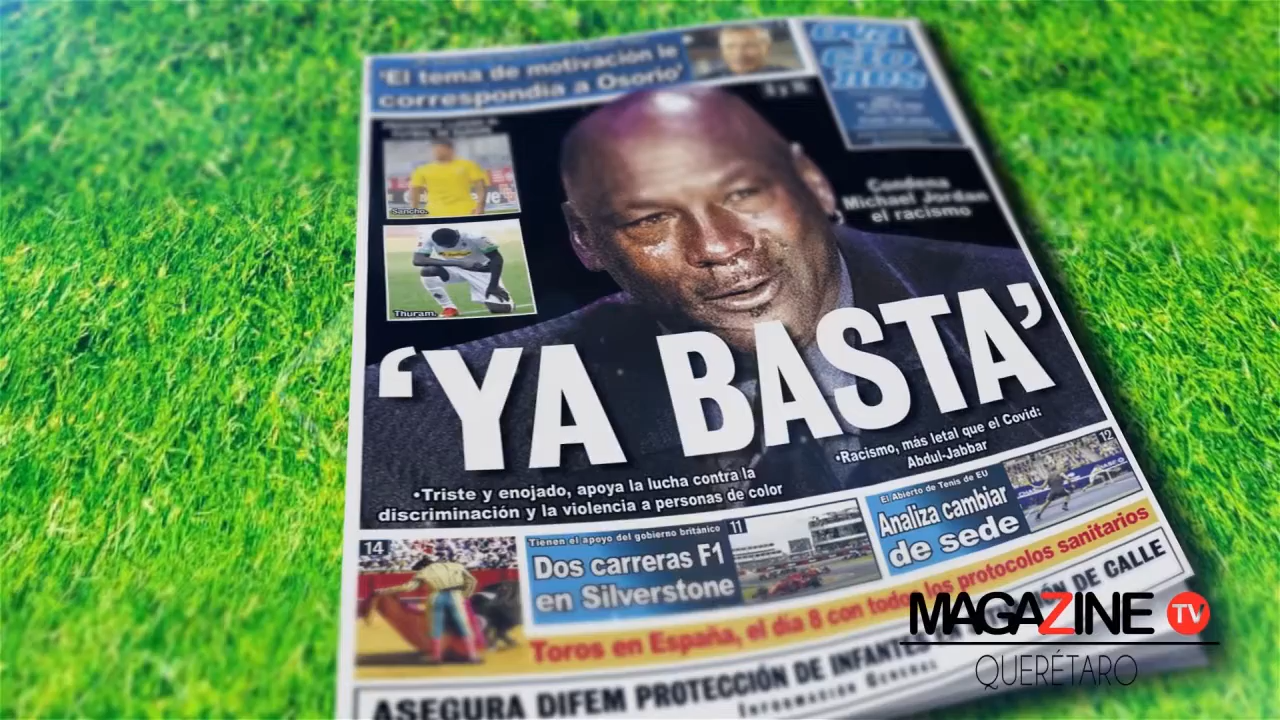 'El tema de motivación le
correspondía a Osorio'
ovaciones
Sancho.
Thuram.
Condena
Michael Jordan
el racismo
'YA BASTA'
•Triste y enojado, apoya la lucha contra la
discriminación y la violencia a personas de color
•Racismo, más letal que el Covid:
Abdul-Jabbar
14
Tienen el apoyo del gobierno británico
11
Dos carreras F1
en Silverstone
El Abierto de Tenis de EU
12
Analiza cambiar
de sede
Toros en España, el día 8 con todos los protocolos sanitarios
ASEGURA DIFEM PROTECCIÓN DE INFANTES DE CALLE
INFORMACIÓN GENERAL
MAGAZINE TV
QUERÉTARO